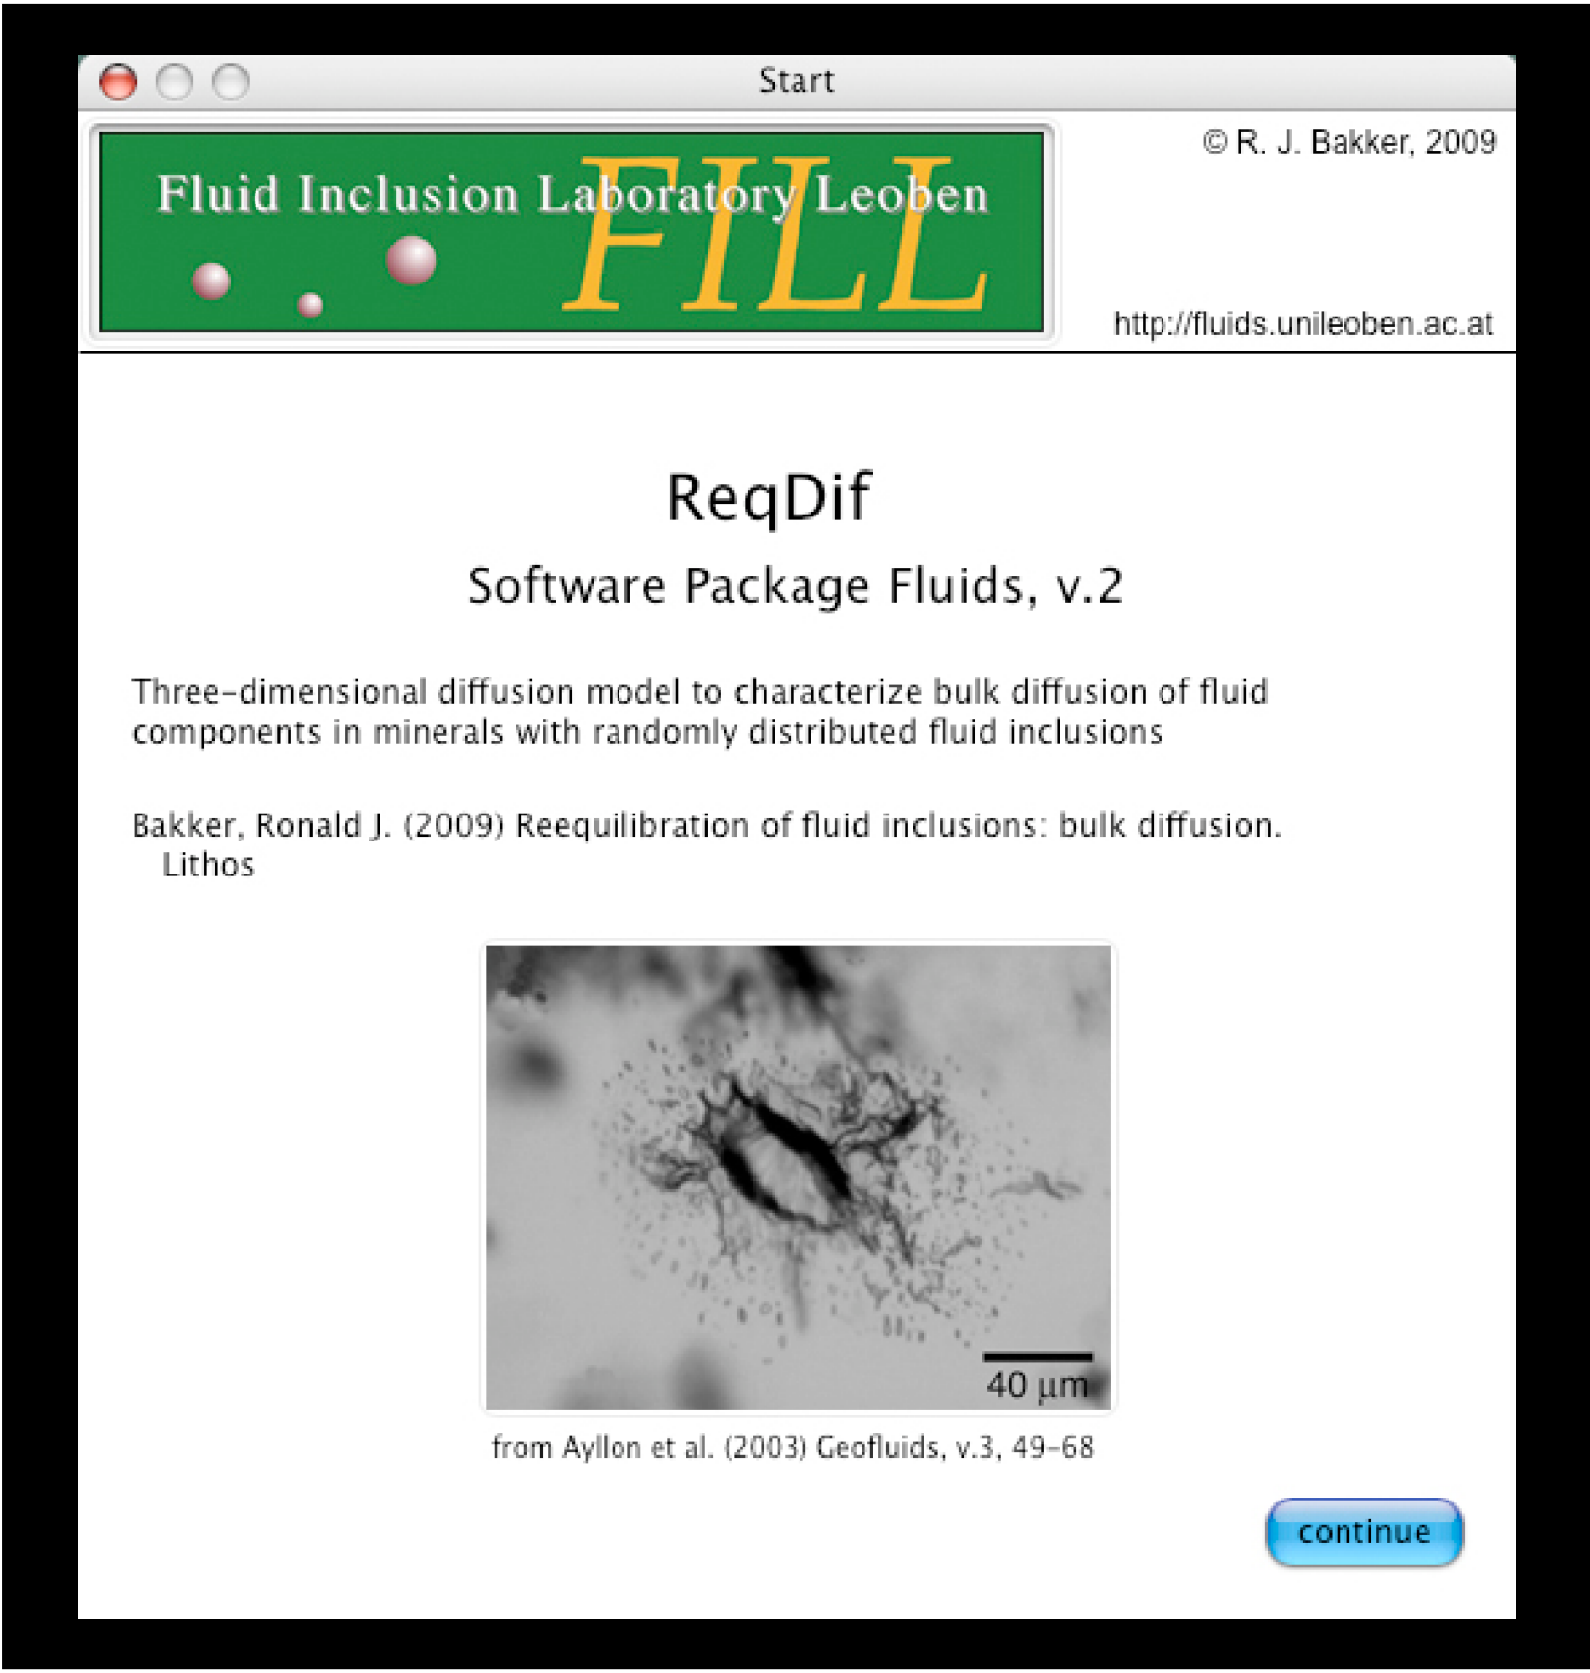 Start
Fluid Inclusion Laboratory Leoben
FILL
© R. J. Bakker, 2009
http://fluids.unileoben.ac.at
ReqDif
Software Package Fluids, v.2
Three-dimensional diffusion model to characterize bulk diffusion of fluid
components in minerals with randomly distributed fluid inclusions
Bakker, Ronald J. (2009) Reequilibration of fluid inclusions: bulk diffusion.
Lithos
40 µm
from Ayllon et al. (2003) Geofluids, v.3, 49-68
continue